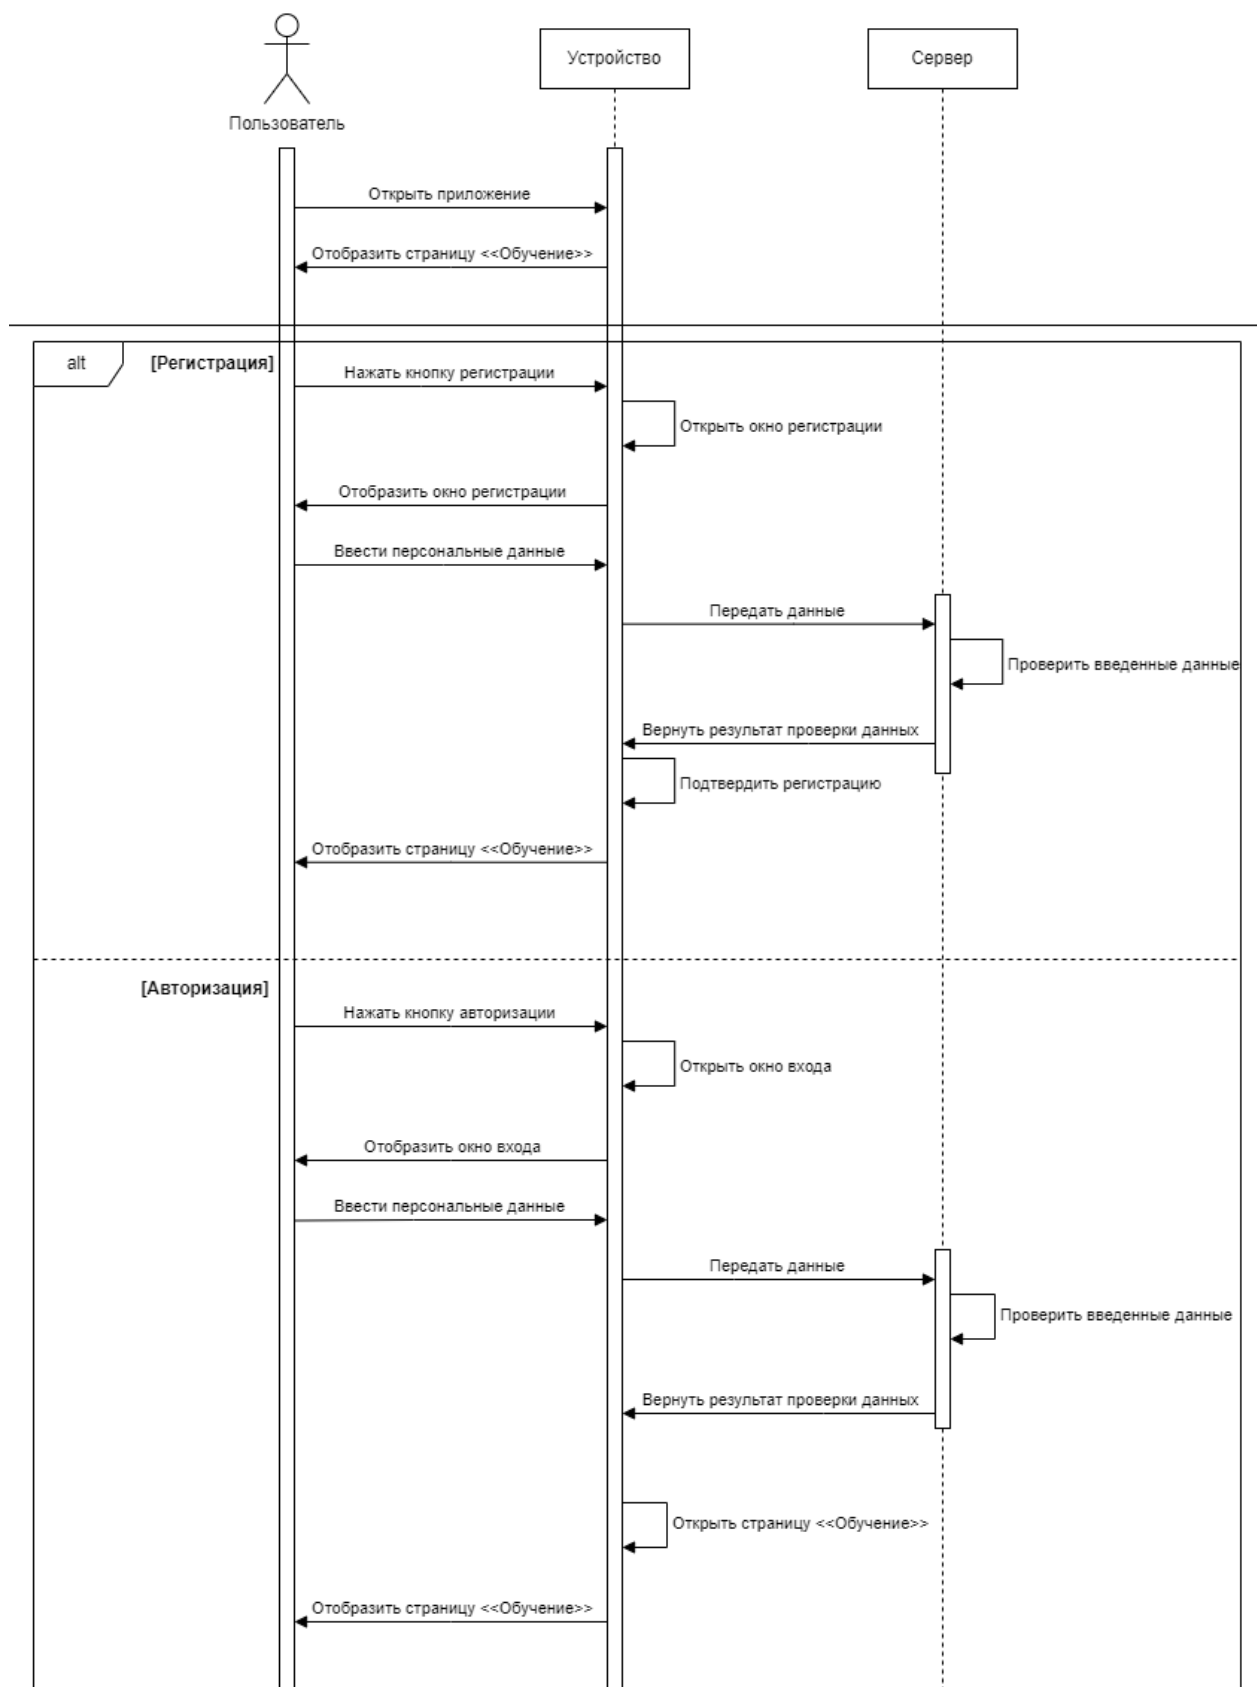 Пользователь
Устройство
Сервер
Открыть приложение
Отобразить страницу <<Обучение>>
alt
[Регистрация]
Нажать кнопку регистрации
Открыть окно регистрации
Отобразить окно регистрации
Ввести персональные данные
Передать данные
Проверить введенные данные
Вернуть результат проверки данных
Подтвердить регистрацию
Отобразить страницу <<Обучение>>
[Авторизация]
Нажать кнопку авторизации
Открыть окно входа
Отобразить окно входа
Ввести персональные данные
Передать данные
Проверить введенные данные
Вернуть результат проверки данных
Открыть страницу <<Обучение>>
Отобразить страницу <<Обучение>>